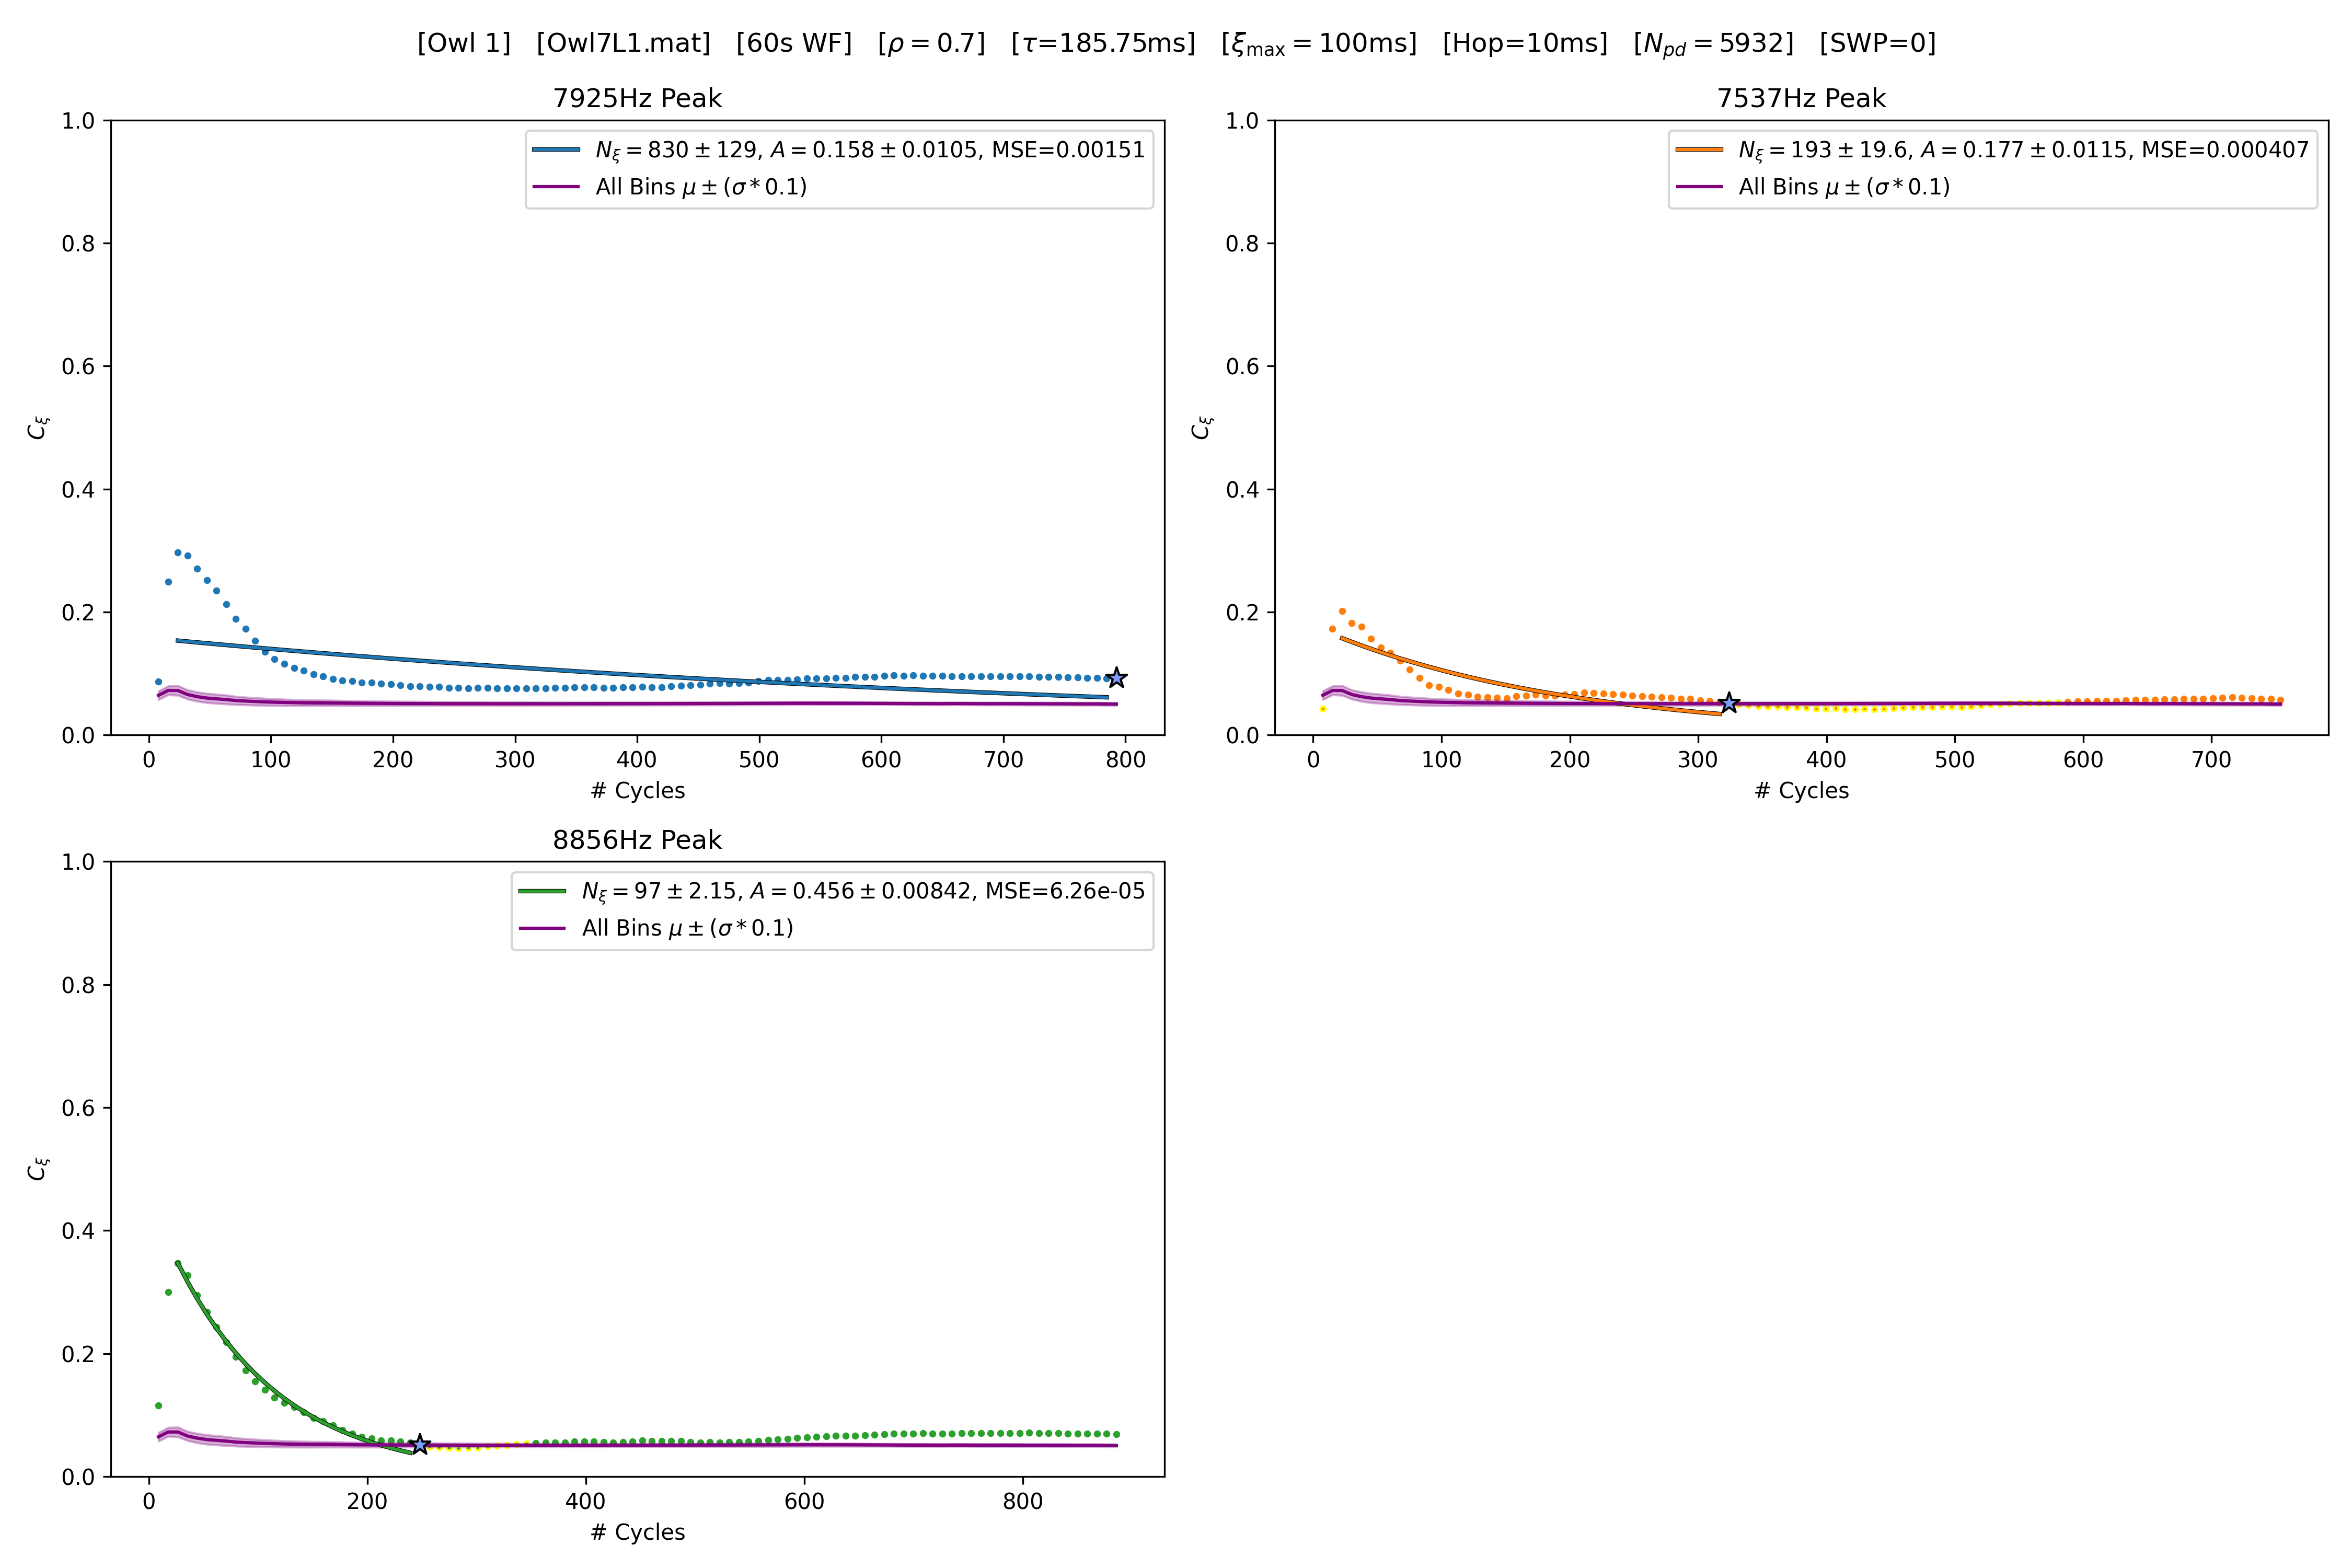 [Owl 1] [Owl7L1.mat] [60s WF] [ρ = 0.7] [τ=185.75ms] [ξmax = 100ms] [Hop=10ms] [Npd = 5932] [SWP=0]
7925Hz Peak
1.0
0.8
0.6
0.4
0.2
0.0
Cξ
Nξ = 830 ± 129, A = 0.158 ± 0.0105, MSE=0.00151
All Bins μ ± (σ * 0.1)
0 100 200 300 400 500 600 700 800
# Cycles
7537Hz Peak
1.0
0.8
0.6
0.4
0.2
0.0
Cξ
Nξ = 193 ± 19.6, A = 0.177 ± 0.0115, MSE=0.000407
All Bins μ ± (σ * 0.1)
0 100 200 300 400 500 600 700
# Cycles
8856Hz Peak
1.0
0.8
0.6
0.4
0.2
0.0
Cξ
Nξ = 97 ± 2.15, A = 0.456 ± 0.00842, MSE=6.26e-05
All Bins μ ± (σ * 0.1)
0 200 400 600 800
# Cycles